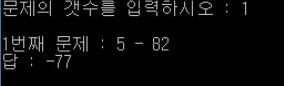 문제의 갯수를 입력하시오 : 1
1번째 문제 : 5 - 82
답 : -77